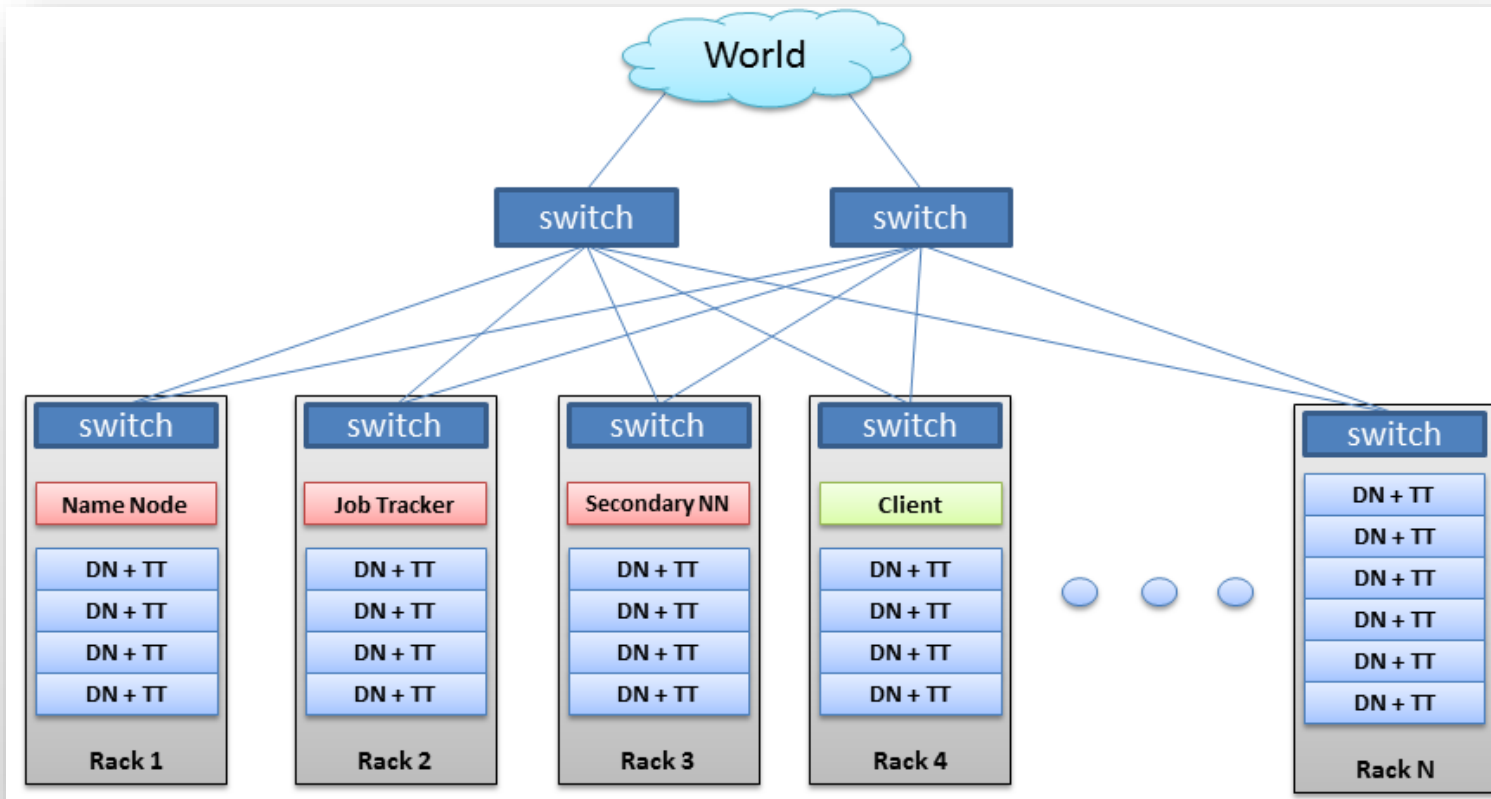 World
switch
switch
switch
switch
switch
switch
switch
Name Node
Job Tracker
Secondary NN
Client
DN + TT
DN + TT
DN + TT
DN + TT
Rack 1
DN + TT
DN + TT
DN + TT
DN + TT
Rack 2
DN + TT
DN + TT
DN + TT
DN + TT
Rack 3
DN + TT
DN + TT
DN + TT
DN + TT
Rack 4
DN + TT
DN + TT
DN + TT
DN + TT
DN + TT
DN + TT
Rack N